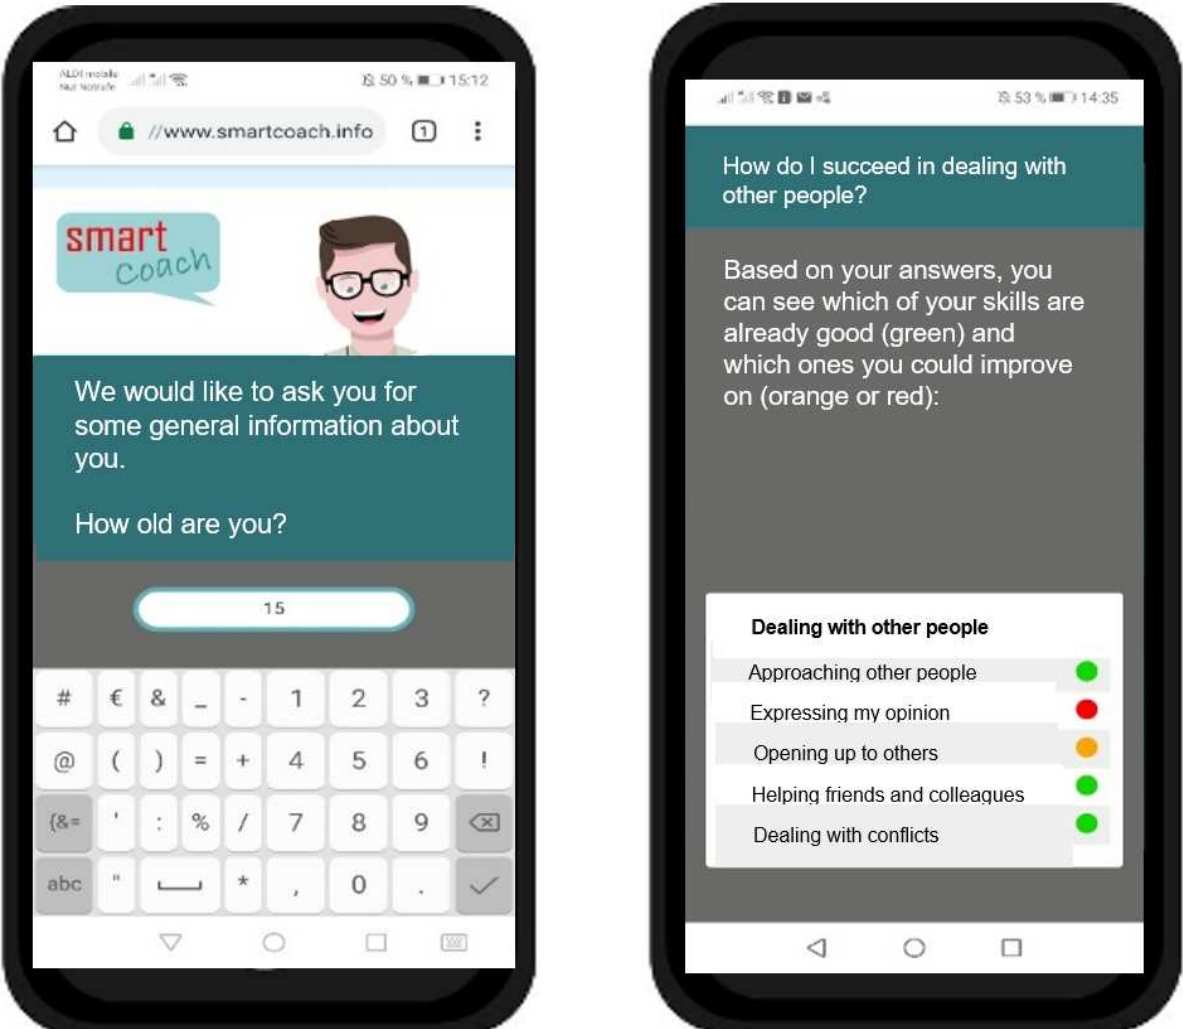 ALDI mobile
Nur Notrufe
50 % 15:12
//www.smartcoach.info
1
smart
coach
We would like to ask you for
some general information about
you.
How old are you?
15
# € & _ - 1 2 3 ?
@ ( ) = + 4 5 6 !
{&= ' : % / 7 8 9
abc " * , 0 .
53 % 14:35
How do I succeed in dealing with
other people?
Based on your answers, you
can see which of your skills are
already good (green) and
which ones you could improve
on (orange or red):
Dealing with other people
Approaching other people
Expressing my opinion
Opening up to others
Helping friends and colleagues
Dealing with conflicts